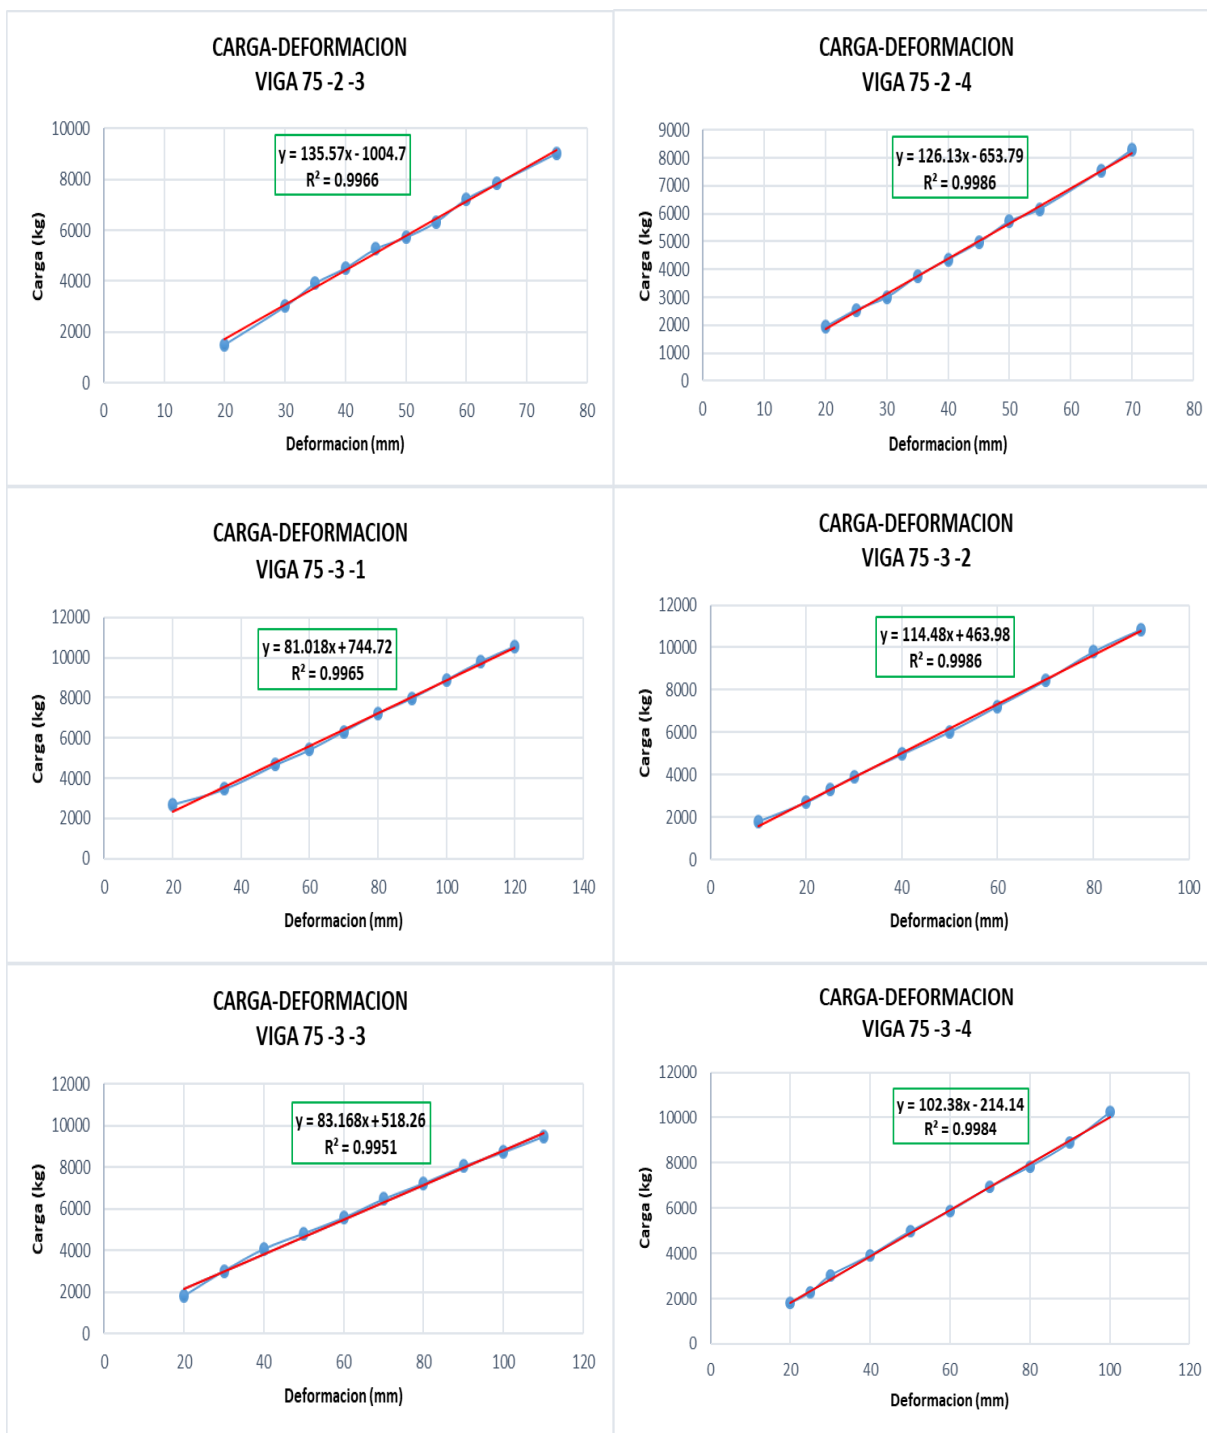 CARGA-DEFORMACION
VIGA 75 -2 -3
y = 135.57x - 1004.7
R² = 0.9966
10000
8000
6000
4000
2000
0
Carga (kg)
0 10 20 30 40 50 60 70 80
Deformacion (mm)
CARGA-DEFORMACION
VIGA 75 -2 -4
y = 126.13x - 653.79
R² = 0.9986
9000
8000
7000
6000
5000
4000
3000
2000
1000
0
Carga (kg)
0 10 20 30 40 50 60 70 80
Deformacion (mm)
CARGA-DEFORMACION
VIGA 75 -3 -1
y = 81.018x + 744.72
R² = 0.9965
12000
10000
8000
6000
4000
2000
0
Carga (kg)
0 20 40 60 80 100 120 140
Deformacion (mm)
CARGA-DEFORMACION
VIGA 75 -3 -2
y = 114.48x + 463.98
R² = 0.9986
12000
10000
8000
6000
4000
2000
0
Carga (kg)
0 20 40 60 80 100
Deformacion (mm)
CARGA-DEFORMACION
VIGA 75 -3 -3
y = 83.168x + 518.26
R² = 0.9951
12000
10000
8000
6000
4000
2000
0
Carga (kg)
0 20 40 60 80 100 120
Deformacion (mm)
CARGA-DEFORMACION
VIGA 75 -3 -4
y = 102.38x - 214.14
R² = 0.9984
12000
10000
8000
6000
4000
2000
0
Carga (kg)
0 20 40 60 80 100 120
Deformacion (mm)